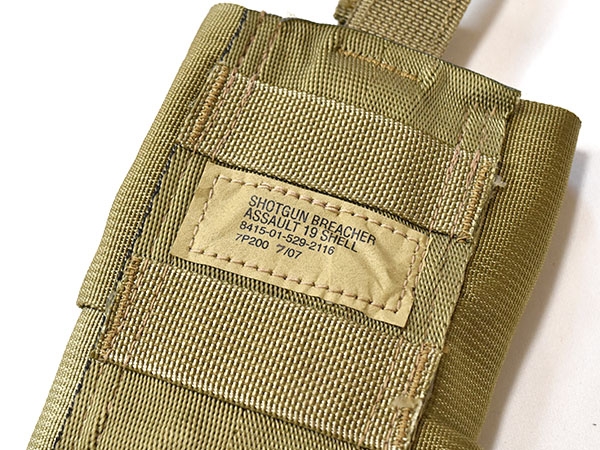 SHOTGUN BREACHER
ASSAULT 19 SHELL
8415-01-529-2116
7P200 7/07